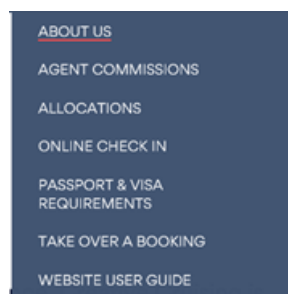 ABOUT US
AGENT COMMISSIONS
ALLOCATIONS
ONLINE CHECK IN
PASSPORT & VISA
REQUIREMENTS
TAKE OVER A BOOKING
WEBSITE USER GUIDE